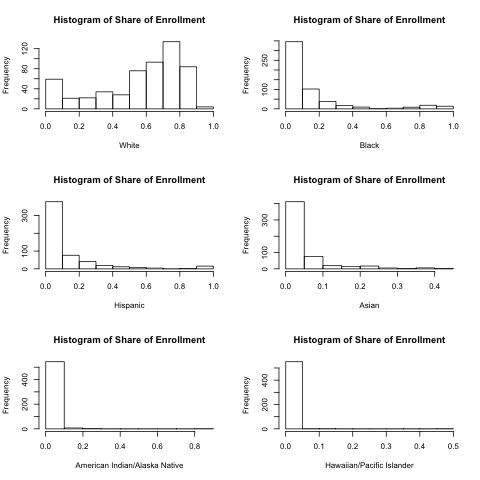 Histogram of Share of Enrollment
Frequency
0 40 80 120
0.0 0.2 0.4 0.6 0.8 1.0
White
Histogram of Share of Enrollment
Frequency
0 100 250
0.0 0.2 0.4 0.6 0.8 1.0
Black
Histogram of Share of Enrollment
Frequency
0 100 300
0.0 0.2 0.4 0.6 0.8 1.0
Hispanic
Histogram of Share of Enrollment
Frequency
0 100 300
0.0 0.1 0.2 0.3 0.4
Asian
Histogram of Share of Enrollment
Frequency
0 200 400
0.0 0.2 0.4 0.6 0.8
American Indian/Alaska Native
Histogram of Share of Enrollment
Frequency
0 200 400
0.0 0.1 0.2 0.3 0.4 0.5
Hawaiian/Pacific Islander